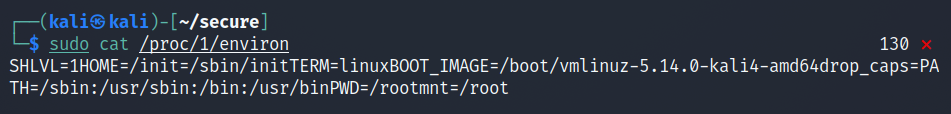 ┌──(kali㉿kali)-[~/secure]
└─$ sudo cat /proc/1/environ 130 ⨯
SHLVL=1HOME=/init=/sbin/initTERM=linuxBOOT_IMAGE=/boot/vmlinuz-5.14.0-kali4-amd64drop_caps=PA
TH=/sbin:/usr/sbin:/bin:/usr/binPWD=/rootmnt=/root